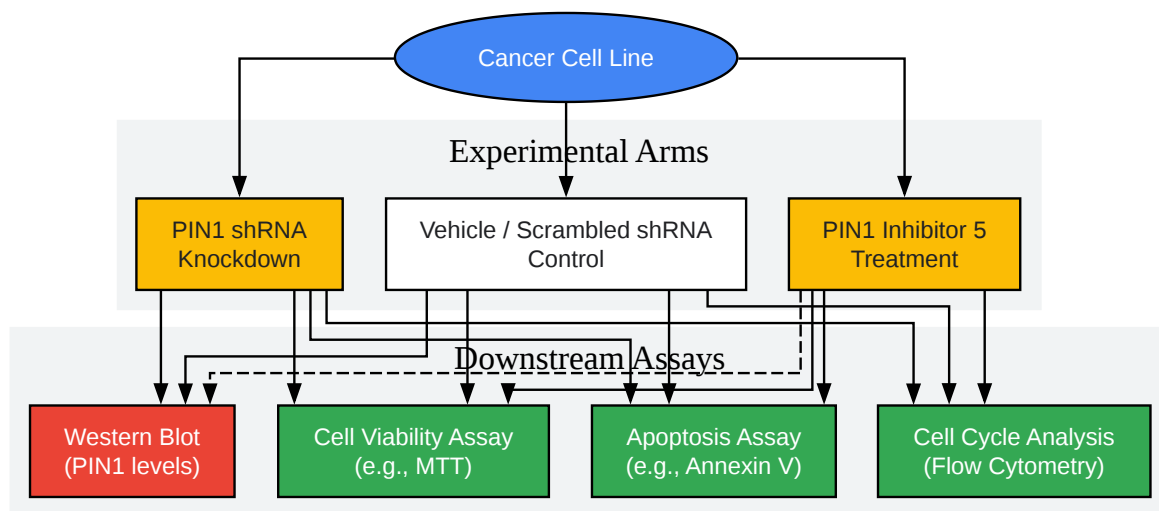 Cancer Cell Line
Experimental Arms
PIN1 shRNA
Knockdown
Vehicle / Scrambled shRNA
Control
PIN1 Inhibitor 5
Treatment
Downstream Assays
Western Blot
(PIN1 levels)
Cell Viability Assay
(e.g., MTT)
Apoptosis Assay
(e.g., Annexin V)
Cell Cycle Analysis
(Flow Cytometry)